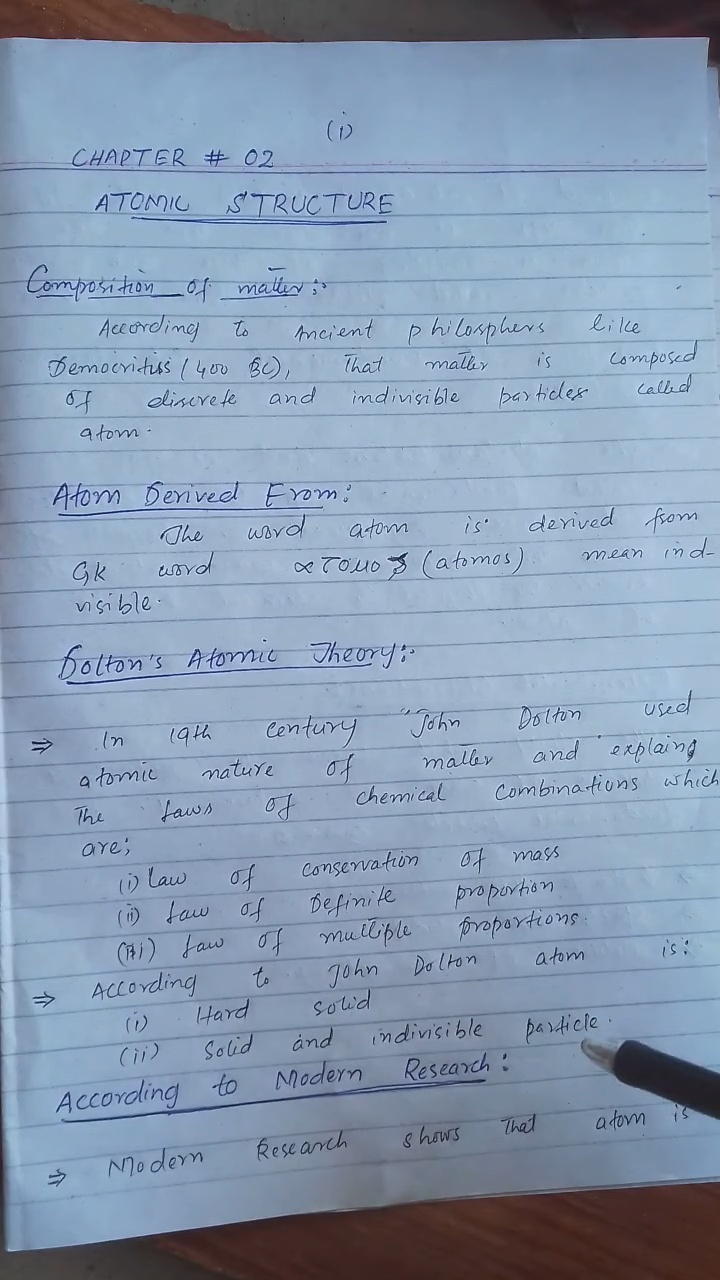 (i)
CHAPTER # 02
ATOMIC STRUCTURE
Composition of matter:.
According to Ancient philosphers like
Democritiss (400 BC), That matter is composed
of discrete and indivisible particles called
atom.
Atom Derived From:
The word atom is derived from
Gk word αTOμOS (atomos) mean ind-
visible.
Dolton's Atomic Theory:.
⇒ In 19th century "John Dolton used
atomic nature of matter and explaing
The Laws of chemical Combinations which
are;
(i) Law of conservation of mass
(ii) Law of Definite proportion
(iii) Law of multiple proportions.
⇒ According to John Dolton atom is:
(i) Hard solid
(ii) Solid and indivisible particle.
According to Modern Research:
⇒ Modern Research shows That atom is